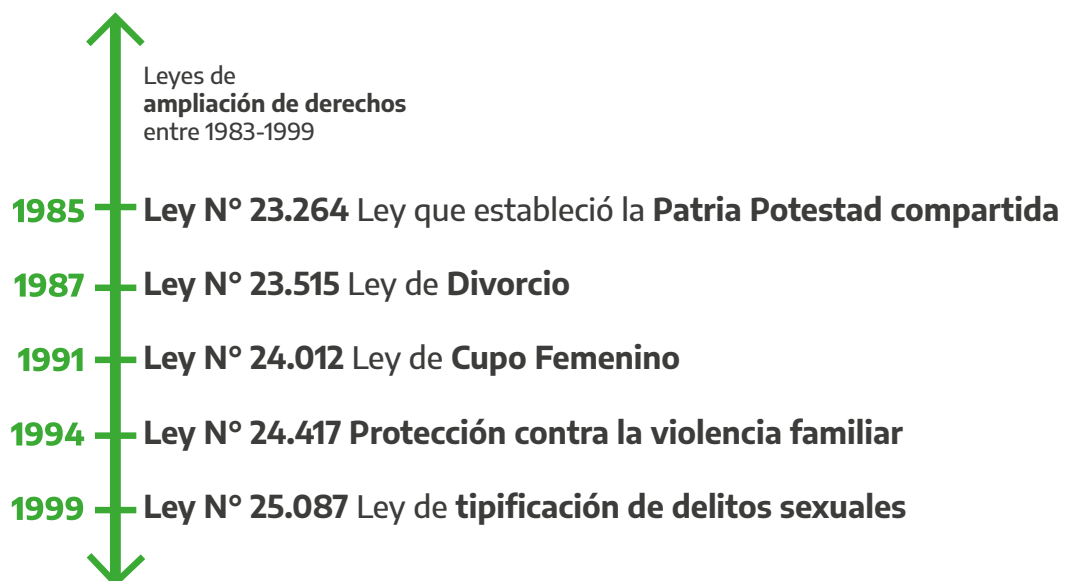 Leyes de
ampliación de derechos
entre 1983-1999
1985 Ley N° 23.264 Ley que estableció la Patria Potestad compartida
1987 Ley N° 23.515 Ley de Divorcio
1991 Ley N° 24.012 Ley de Cupo Femenino
1994 Ley N° 24.417 Protección contra la violencia familiar
1999 Ley N° 25.087 Ley de tipificación de delitos sexuales